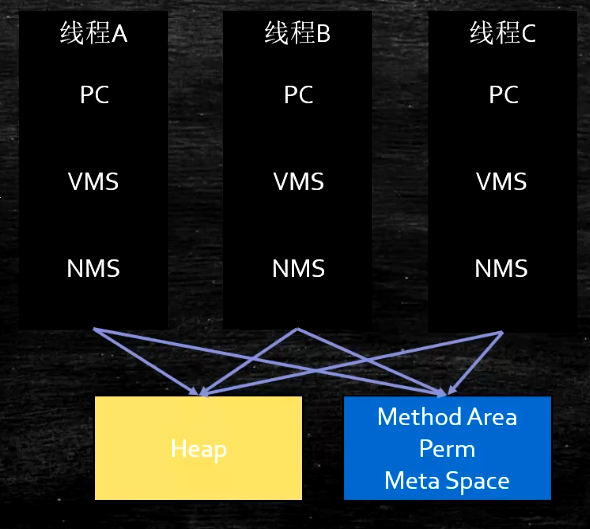 线程A
PC
VMS
NMS
线程B
PC
VMS
NMS
线程C
PC
VMS
NMS
Heap
Method Area
Perm
Meta Space